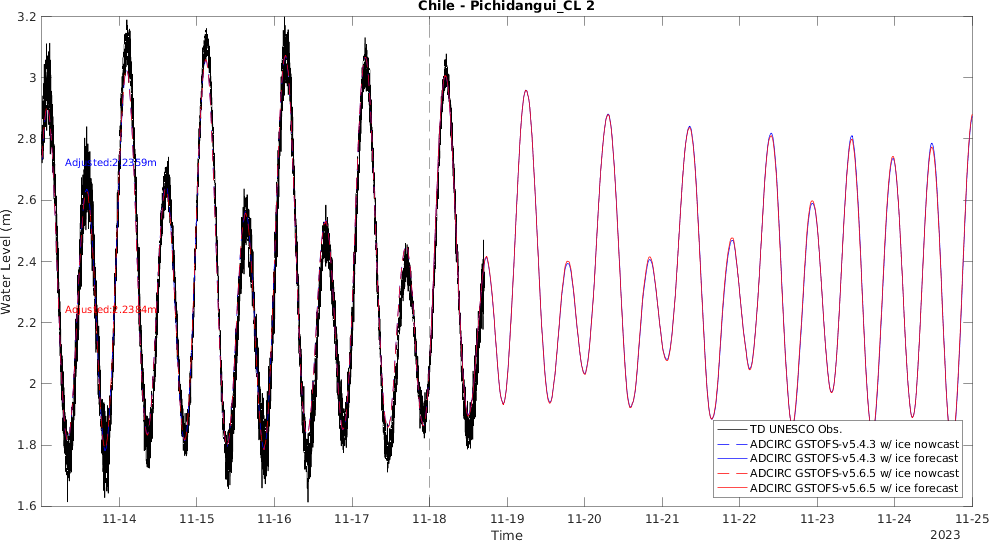 Chile - Pichidangui_CL 2
3.2
3
2.8
2.6
2.4
2.2
2
1.8
1.6
Water Level (m)
Adjusted:2.2359m
Adjusted:2.2384m
TD UNESCO Obs.
ADCIRC GSTOFS-v5.4.3 w/ ice nowcast
ADCIRC GSTOFS-v5.4.3 w/ ice forecast
ADCIRC GSTOFS-v5.6.5 w/ ice nowcast
ADCIRC GSTOFS-v5.6.5 w/ ice forecast
11-14 11-15 11-16 11-17 11-18 11-19 11-20 11-21 11-22 11-23 11-24 11-25
Time
2023